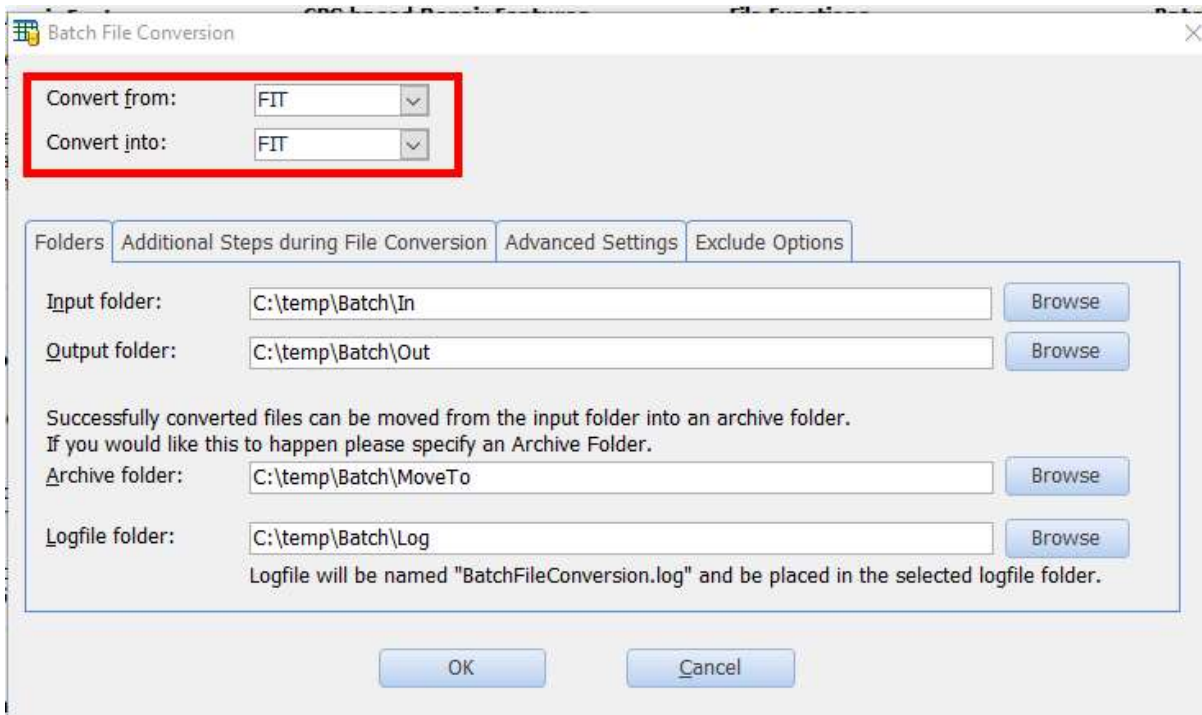 Batch File Conversion
Convert from: FIT
Convert into: FIT
Folders Additional Steps during File Conversion Advanced Settings Exclude Options
Input folder: C:\temp\Batch\In Browse
Output folder: C:\temp\Batch\Out Browse
Successfully converted files can be moved from the input folder into an archive folder.
If you would like this to happen please specify an Archive Folder.
Archive folder: C:\temp\Batch\MoveTo Browse
Logfile folder: C:\temp\Batch\Log Browse
Logfile will be named "BatchFileConversion.log" and be placed in the selected logfile folder.
OK Cancel